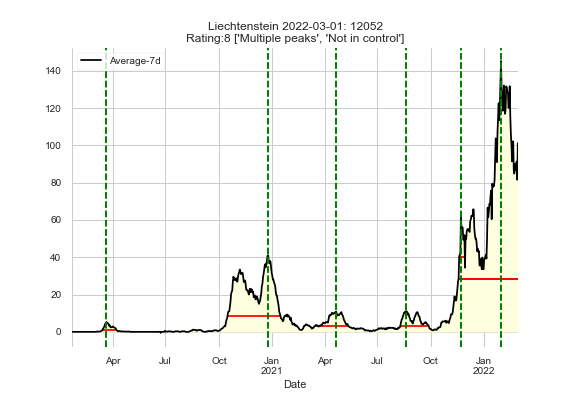 Liechtenstein 2022-03-01: 12052
Rating:8 ['Multiple peaks', 'Not in control']
Average-7d
140
120
100
80
60
40
20
0
Apr Jul Oct Jan Apr Jul Oct Jan
2021 2022
Date